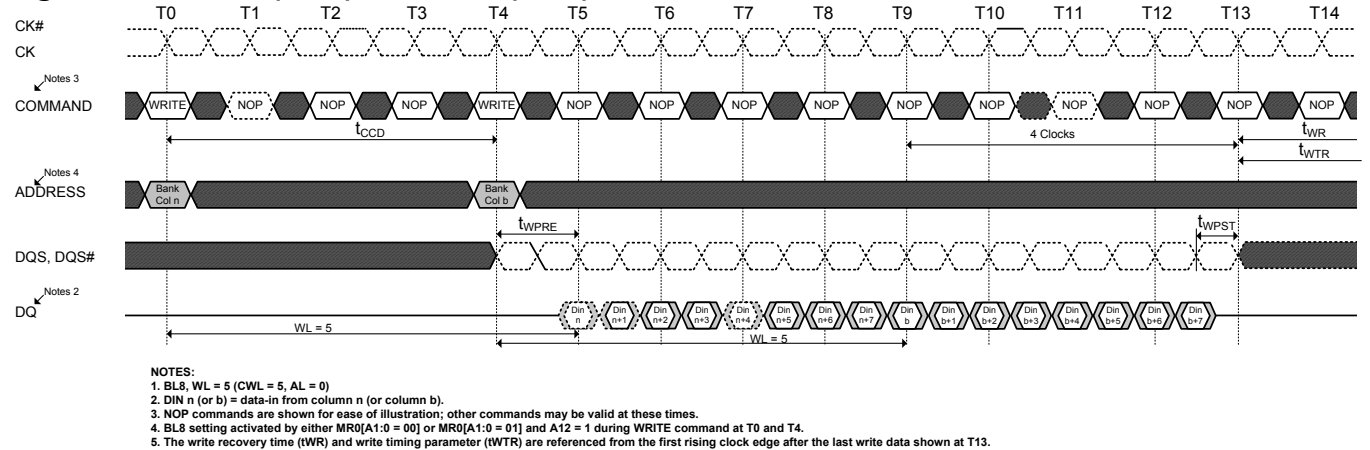 T0 T1 T2 T3 T4 T5 T6 T7 T8 T9 T10 T11 T12 T13 T14
CK#
CK
Notes 3
COMMAND WRITE NOP NOP NOP WRITE NOP NOP NOP NOP NOP NOP NOP NOP NOP NOP
tCCD 4 Clocks tWR
tWTR
Notes 4
ADDRESS Bank Col n Bank Col b
tWPRE tWPST
DQS, DQS#
Notes 2
DQ Din n Din n+1 Din n+2 Din n+3 Din n+4 Din n+5 Din n+6 Din n+7 Din b Din b+1 Din b+2 Din b+3 Din b+4 Din b+5 Din b+6 Din b+7
WL = 5 WL = 5
NOTES:
1. BL8, WL = 5 (CWL = 5, AL = 0)
2. DIN n (or b) = data-in from column n (or column b).
3. NOP commands are shown for ease of illustration; other commands may be valid at these times.
4. BL8 setting activated by either MR0[A1:0 = 00] or MR0[A1:0 = 01] and A12 = 1 during WRITE command at T0 and T4.
5. The write recovery time (tWR) and write timing parameter (tWTR) are referenced from the first rising clock edge after the last write data shown at T13.